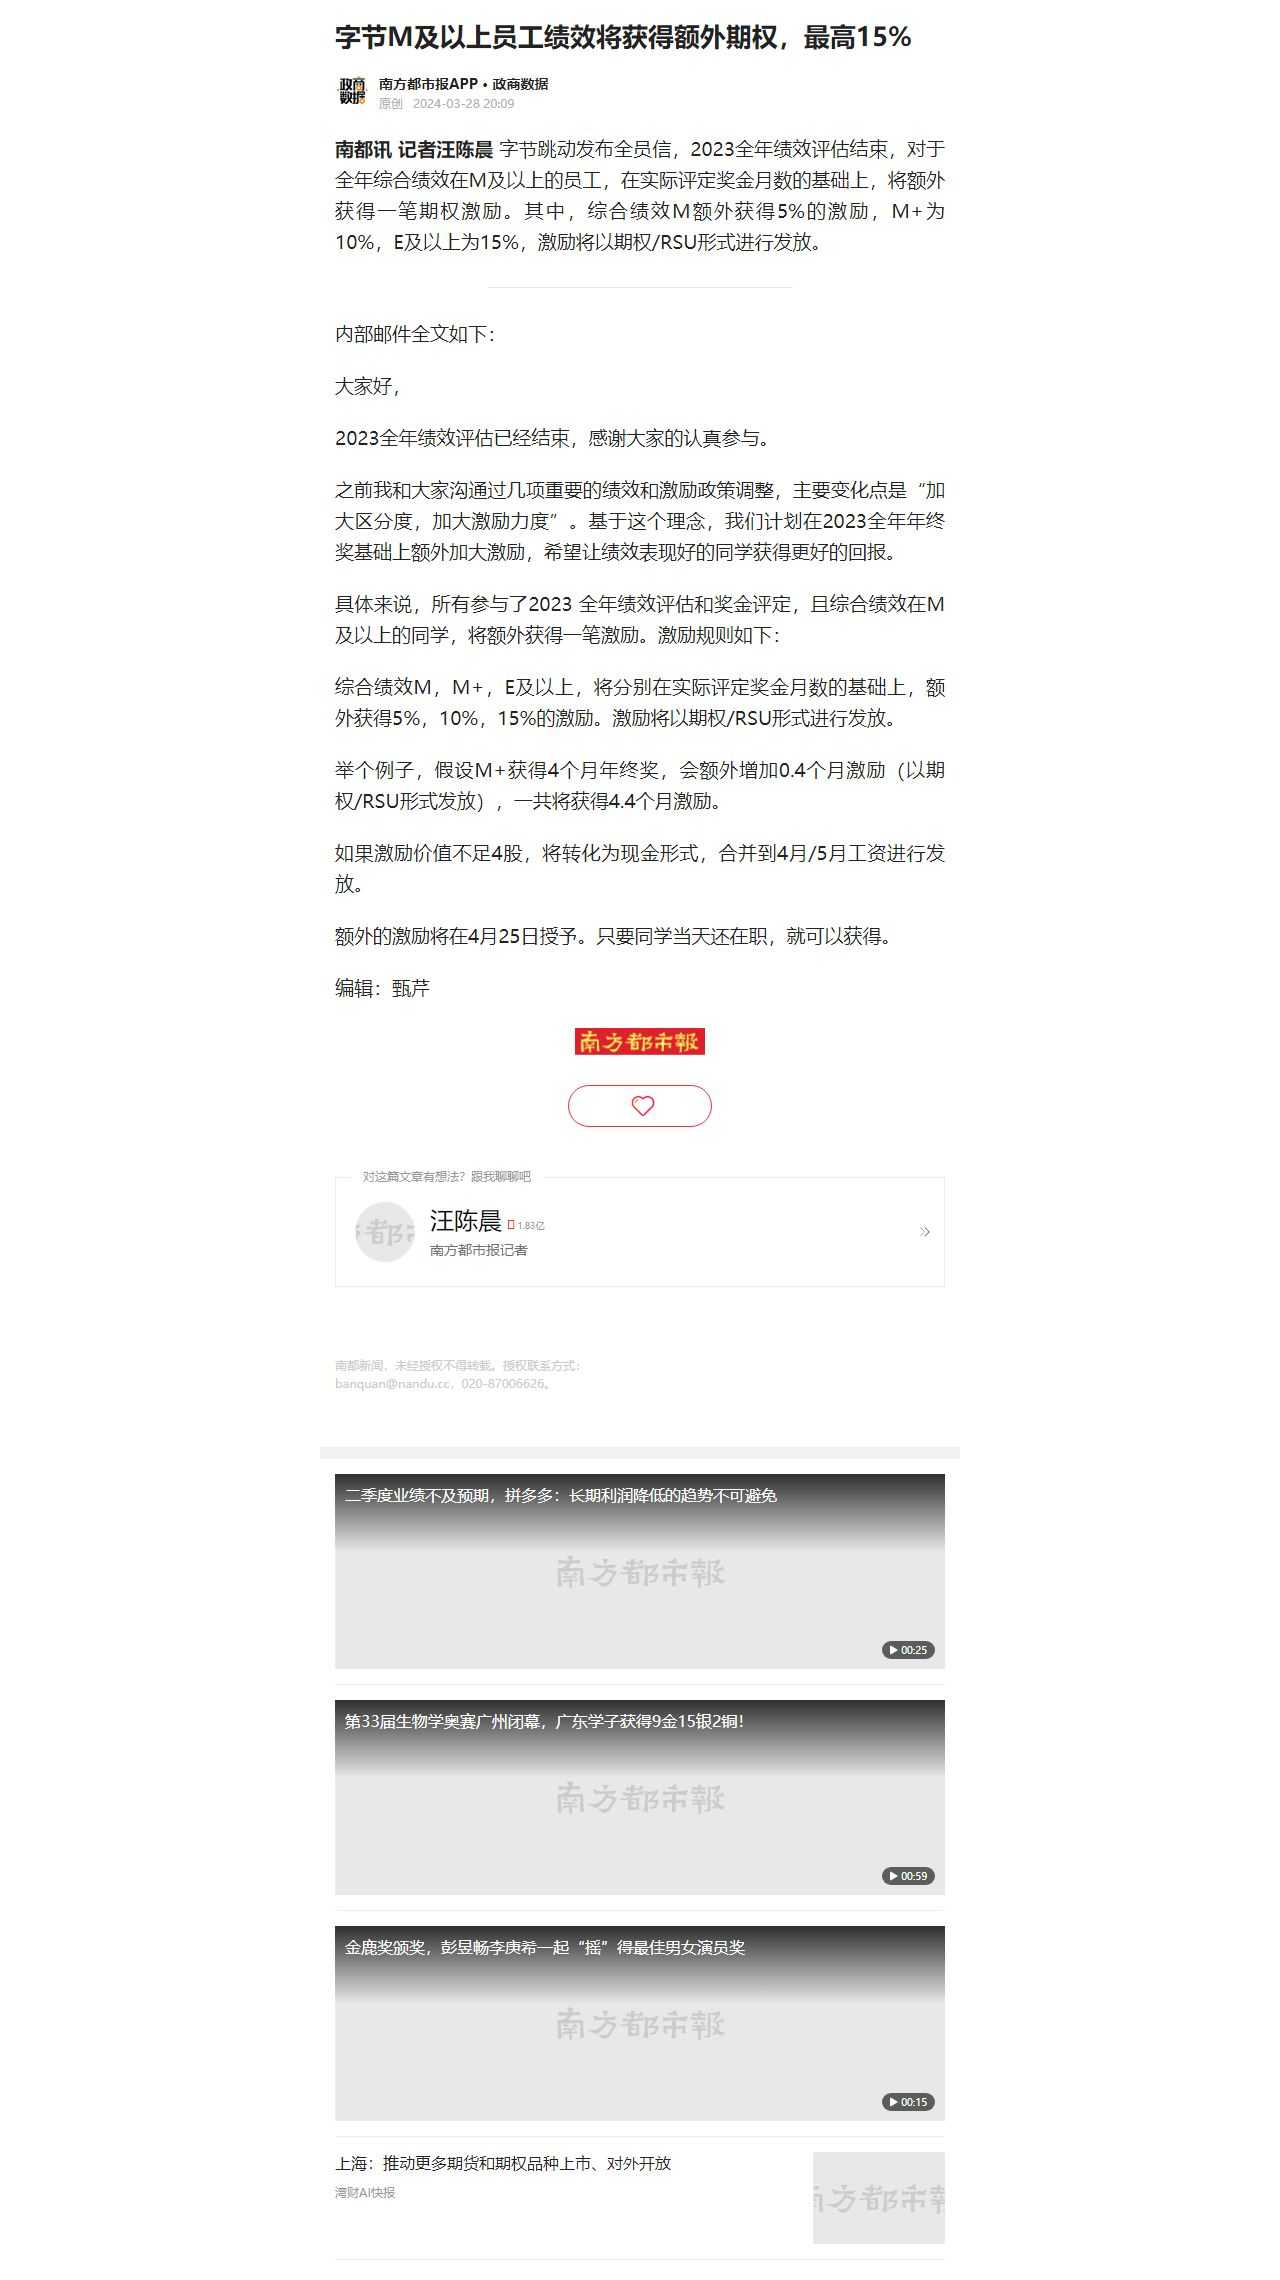 字节M及以上员工绩效将获得额外期权，最高15%
政商
数据
南方都市报APP • 政商数据
原创 2024-03-28 20:09
南都讯 记者汪陈晨 字节跳动发布全员信，2023全年绩效评估结束，对于
全年综合绩效在M及以上的员工，在实际评定奖金月数的基础上，将额外
获得一笔期权激励。其中，综合绩效M额外获得5%的激励，M+为
10%，E及以上为15%，激励将以期权/RSU形式进行发放。
内部邮件全文如下：
大家好，
2023全年绩效评估已经结束，感谢大家的认真参与。
之前我和大家沟通过几项重要的绩效和激励政策调整，主要变化点是“加
大区分度，加大激励力度”。基于这个理念，我们计划在2023全年年终
奖基础上额外加大激励，希望让绩效表现好的同学获得更好的回报。
具体来说，所有参与了2023 全年绩效评估和奖金评定，且综合绩效在M
及以上的同学，将额外获得一笔激励。激励规则如下：
综合绩效M，M+，E及以上，将分别在实际评定奖金月数的基础上，额
外获得5%，10%，15%的激励。激励将以期权/RSU形式进行发放。
举个例子，假设M+获得4个月年终奖，会额外增加0.4个月激励（以期
权/RSU形式发放），一共将获得4.4个月激励。
如果激励价值不足4股，将转化为现金形式，合并到4月/5月工资进行发
放。
额外的激励将在4月25日授予。只要同学当天还在职，就可以获得。
编辑：甄芹
南方都市報
对这篇文章有想法？跟我聊聊吧
汪陈晨 1.83亿
南方都市报记者
南都新闻，未经授权不得转载。授权联系方式：
banquan@nandu.cc，020-87006626。
二季度业绩不及预期，拼多多：长期利润降低的趋势不可避免
南方都市報
00:25
第33届生物学奥赛广州闭幕，广东学子获得9金15银2铜！
南方都市報
00:59
金鹿奖颁奖，彭昱畅李庚希一起“摇”得最佳男女演员奖
南方都市報
00:15
上海：推动更多期货和期权品种上市、对外开放
湾财AI快报
南方都市報